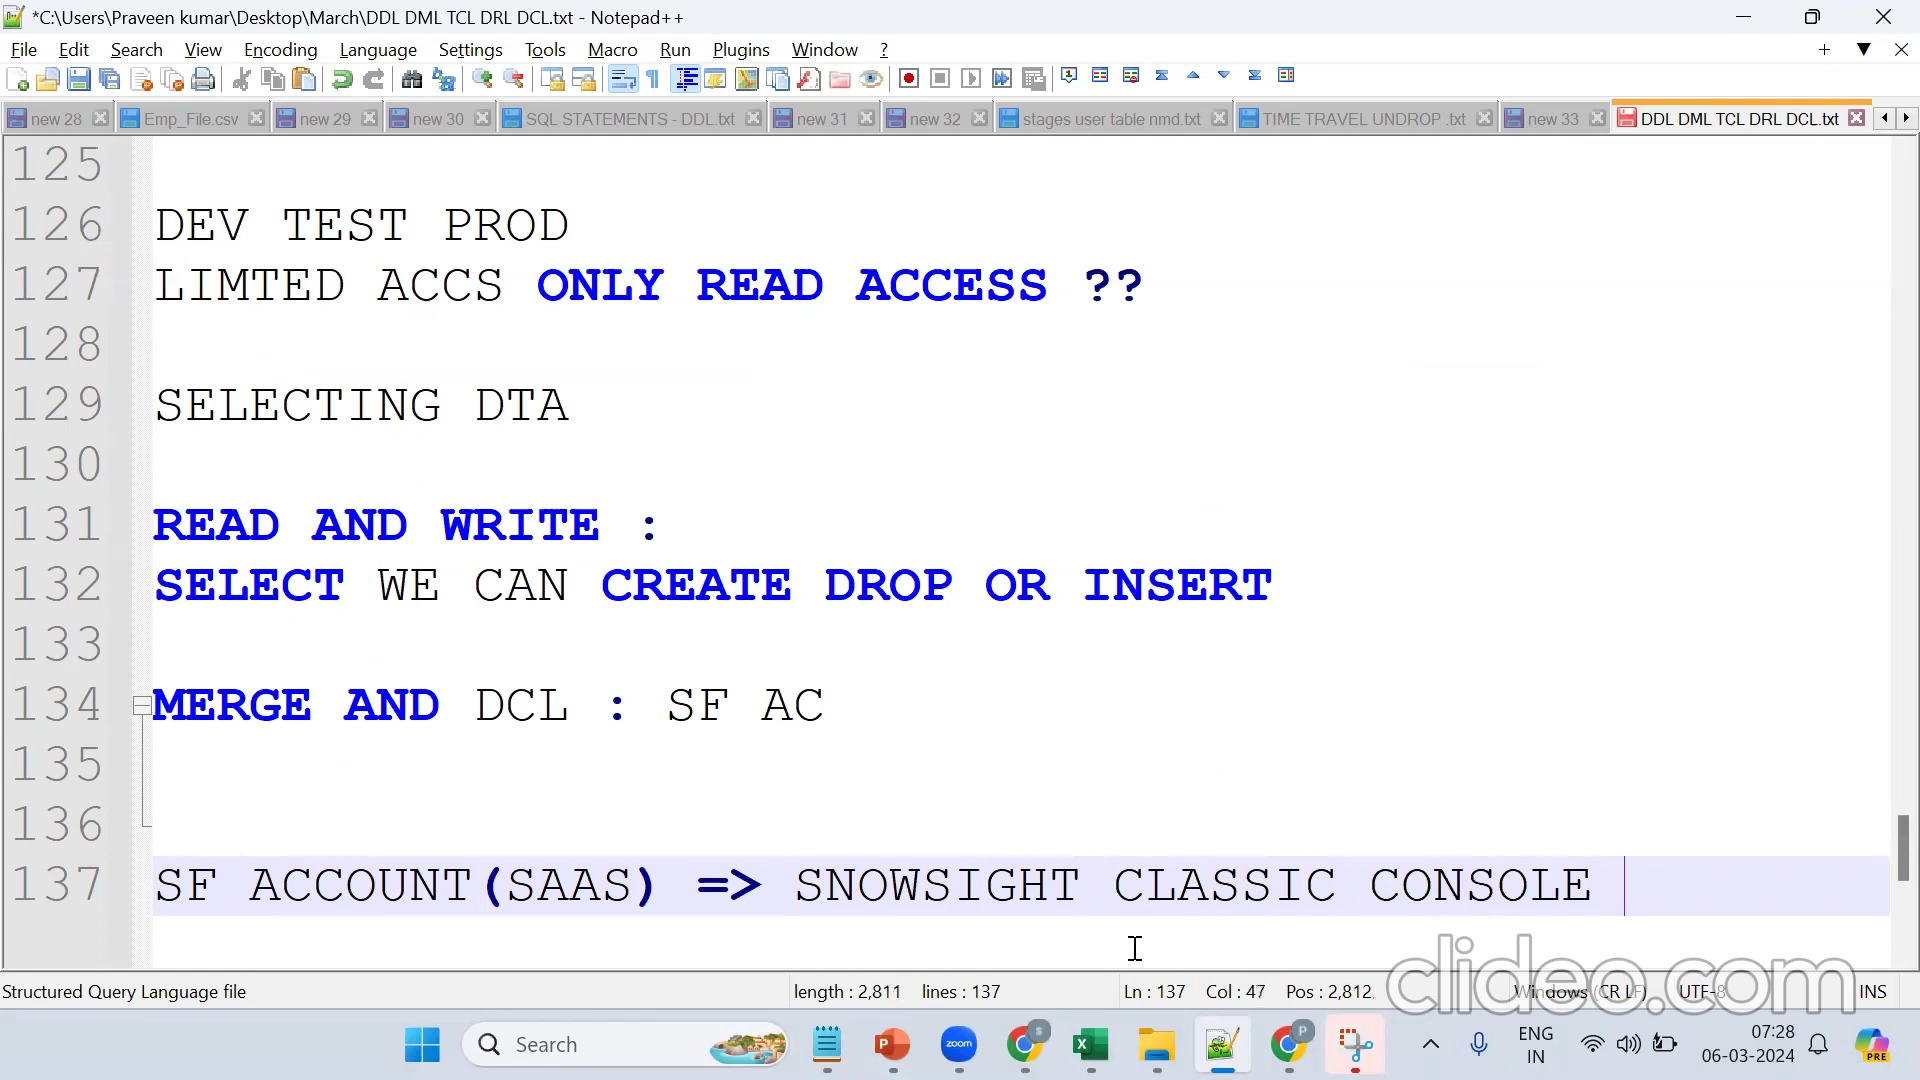 *C:\Users\Praveen kumar\Desktop\March\DDL DML TCL DRL DCL.txt - Notepad++
File Edit Search View Encoding Language Settings Tools Macro Run Plugins Window ?
new 28 Emp_File.csv new 29 new 30 SQL STATEMENTS - DDL.txt new 31 new 32 stages user table nmd.txt TIME TRAVEL UNDROP .txt new 33 DDL DML TCL DRL DCL.txt
125
126 DEV TEST PROD
127 LIMTED ACCS ONLY READ ACCESS ??
128
129 SELECTING DTA
130
131 READ AND WRITE :
132 SELECT WE CAN CREATE DROP OR INSERT
133
134 MERGE AND DCL : SF AC
135
136
137 SF ACCOUNT(SAAS) => SNOWSIGHT CLASSIC CONSOLE
clideo.com
Structured Query Language file length : 2,811 lines : 137 Ln : 137 Col : 47 Pos : 2,812 Windows (CR LF) UTF-8 INS
Search zoom ENG IN 07:28 06-03-2024 PRE